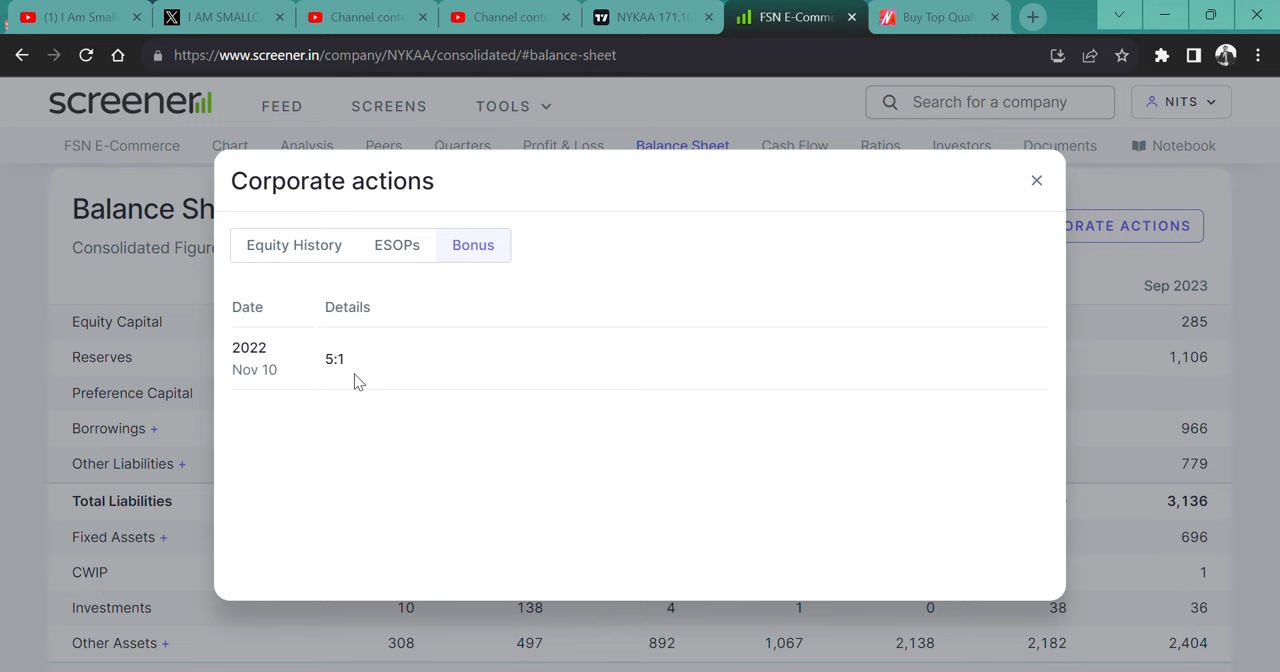 (1) I Am Small
I AM SMALLC
Channel cont
Channel cont
NYKAA 171.1
FSN E-Comme
Buy Top Quali
https://www.screener.in/company/NYKAA/consolidated/#balance-sheet
screener
FEED
SCREENS
TOOLS
Search for a company
NITS
FSN E-Commerce
Chart
Analysis
Peers
Quarters
Profit & Loss
Balance Sheet
Cash Flow
Ratios
Investors
Documents
Notebook
Corporate actions
Balance Sh
Consolidated Figure
ORATE ACTIONS
Equity History
ESOPs
Bonus
Sep 2023
Date
Details
2022
Nov 10
5:1
Equity Capital
285
Reserves
1,106
Preference Capital
Borrowings +
966
Other Liabilities +
779
Total Liabilities
3,136
Fixed Assets +
696
CWIP
1
Investments
10
138
4
1
0
38
36
Other Assets +
308
497
892
1,067
2,138
2,182
2,404